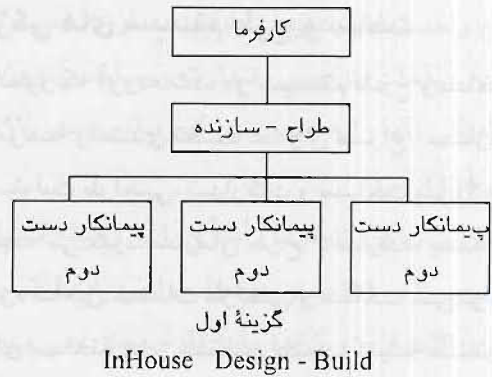 کارفرما
طراح - سازنده
پیمانکار دست
دوم
پیمانکار دست
دوم
پیمانکار دست
دوم
گزینهٔ اول
InHouse Design - Build